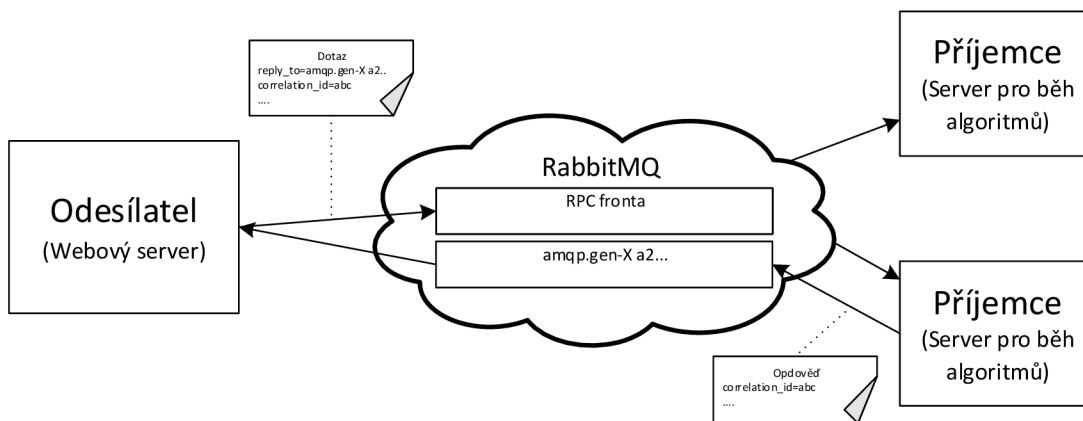 Dotaz
reply_to=amqp.gen-X a2..
correlation_id=abc
....
Odesílatel
(Webový server)
RabbitMQ
RPC fronta
amqp.gen-X a2...
Příjemce
(Server pro běh
algoritmů)
Příjemce
(Server pro běh
algoritmů)
Opdověď
correlation_id=abc
....